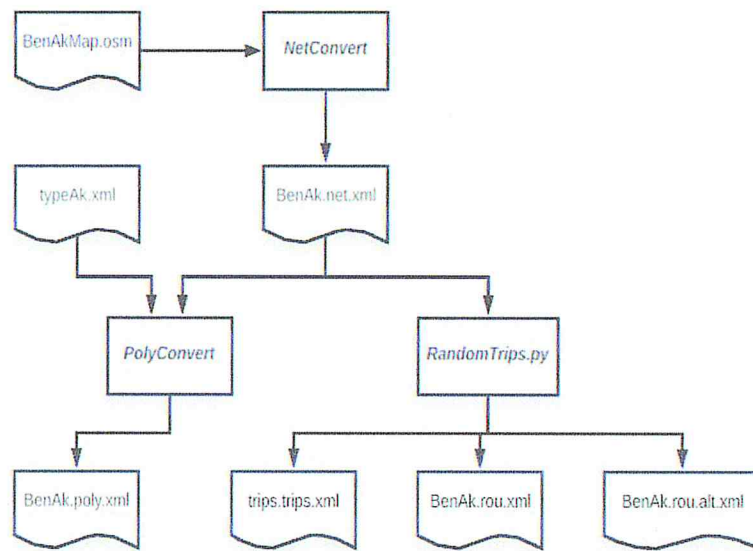 BenAkMap.osm
NetConvert
typeAk.xml
BenAk.net.xml
PolyConvert
RandomTrips.py
BenAk.poly.xml
trips.trips.xml
BenAk.rou.xml
BenAk.rou.alt.xml